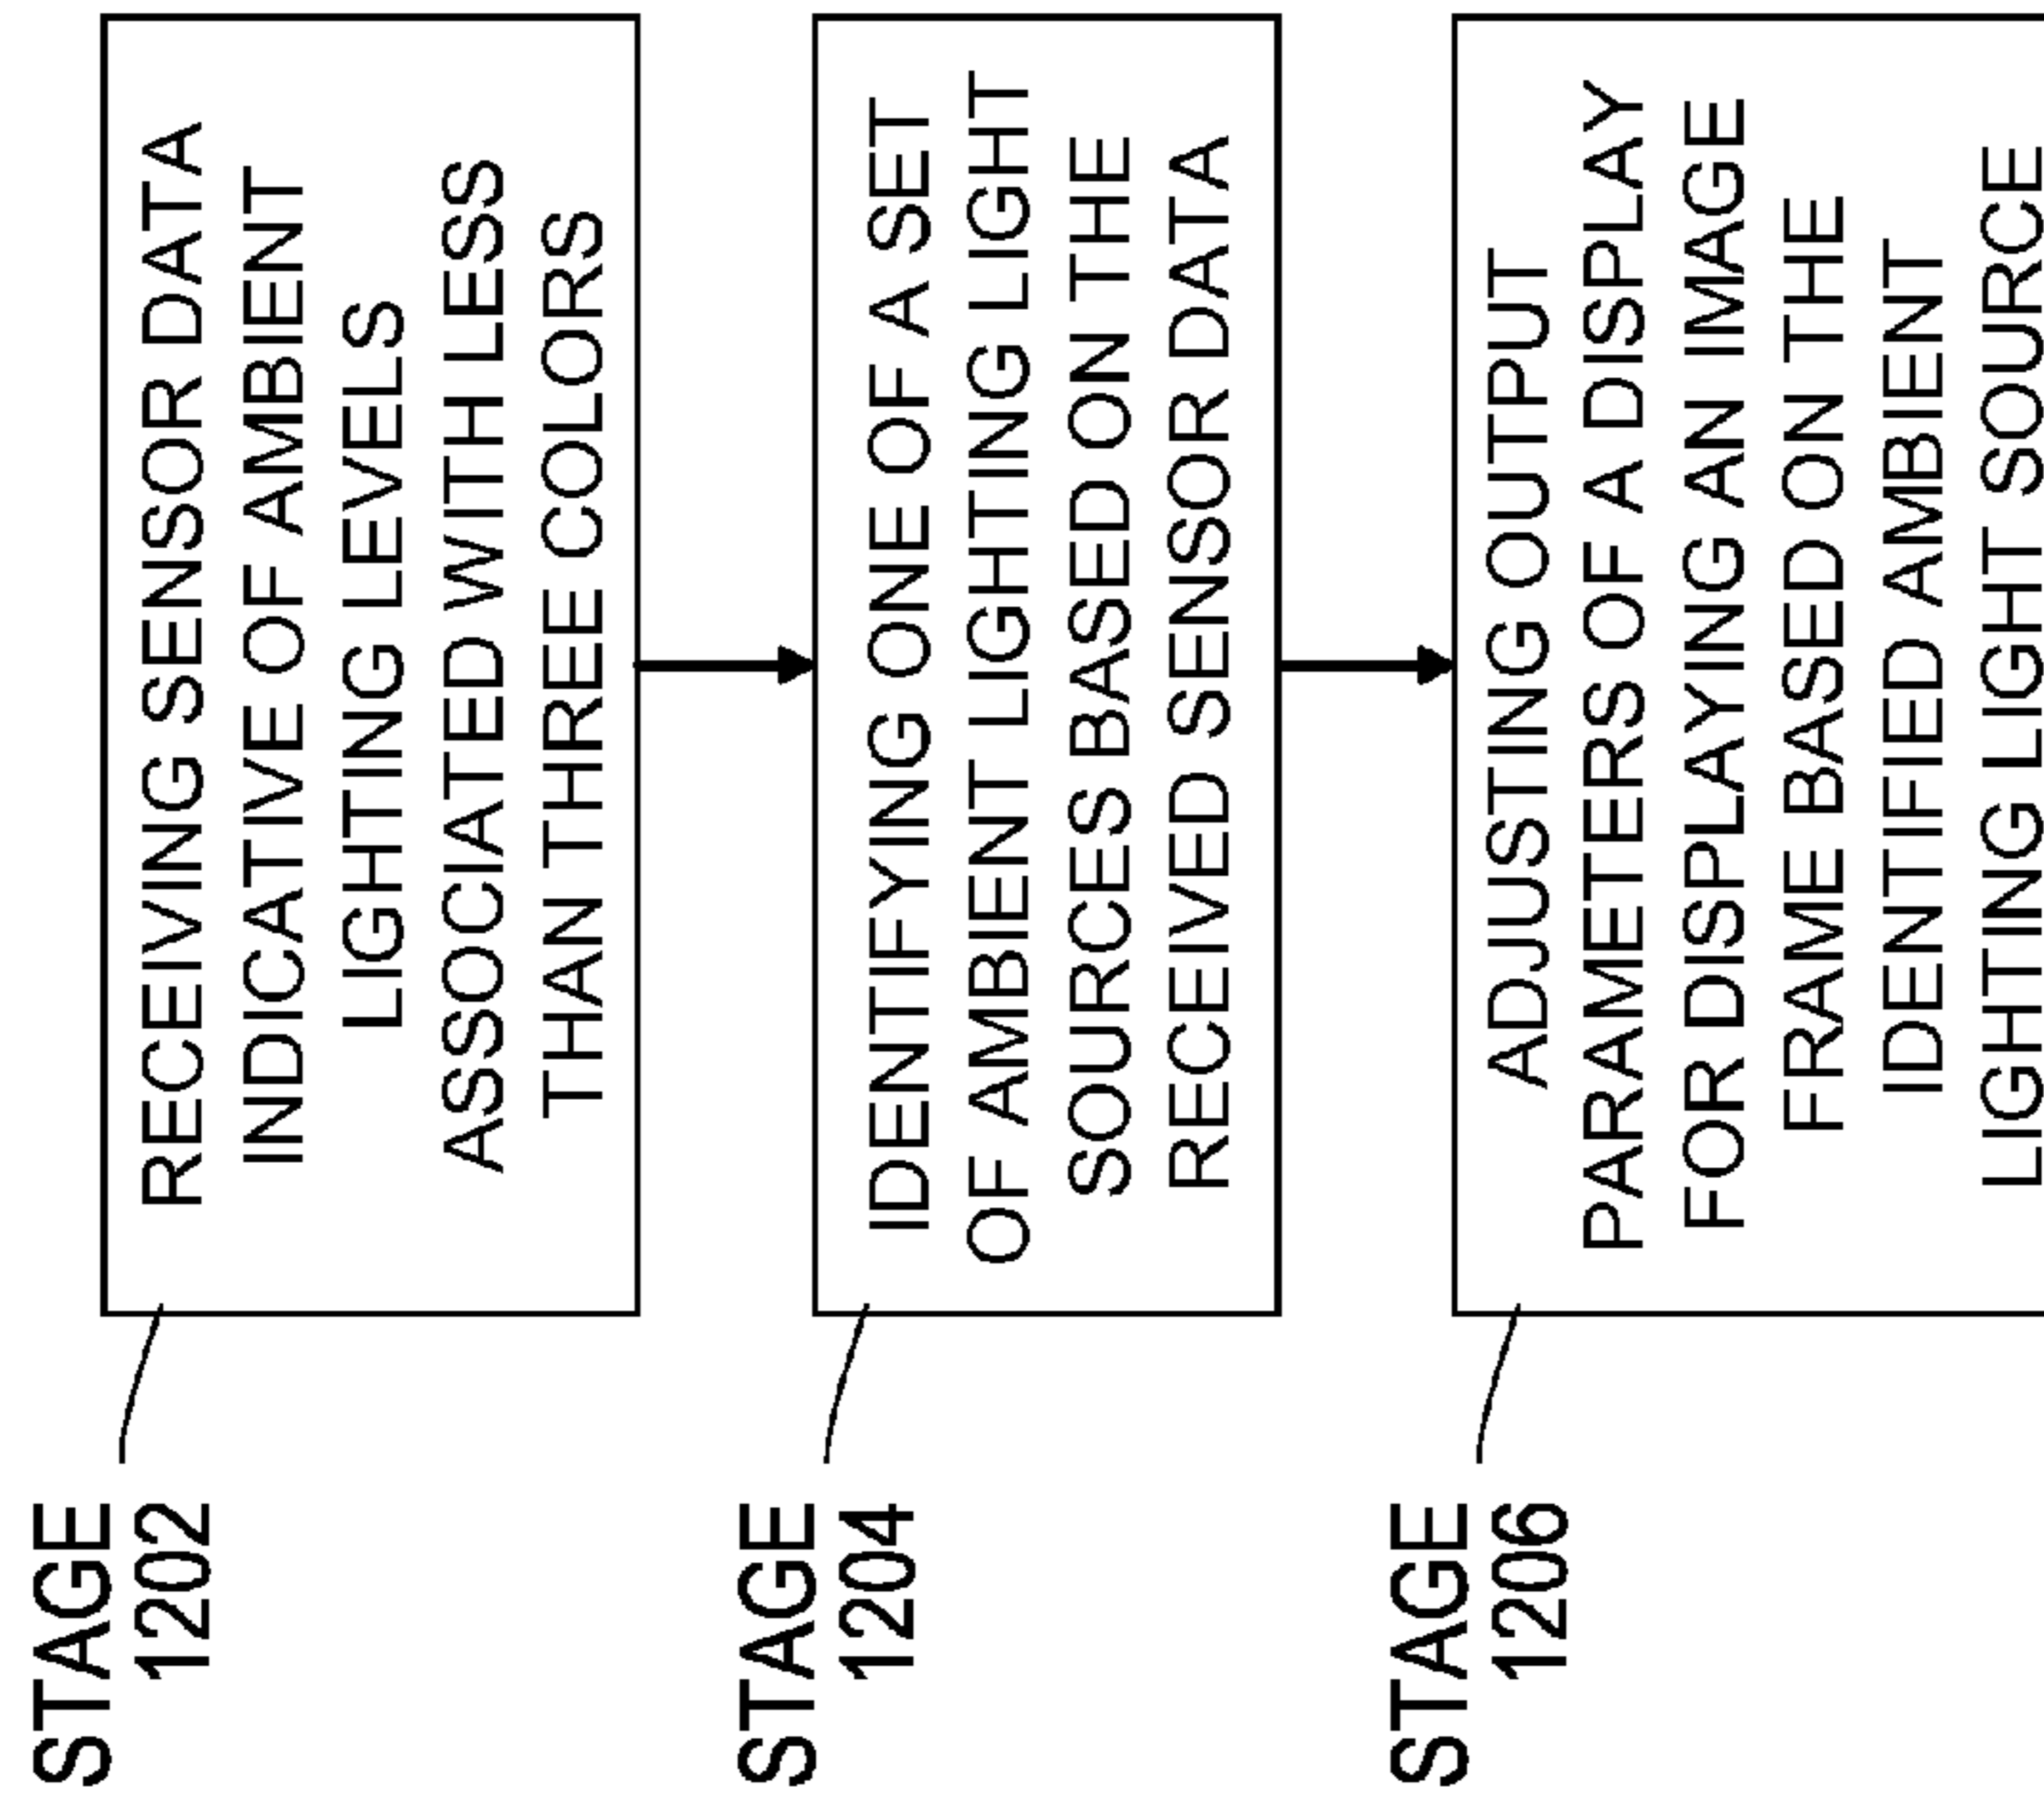 STAGE
1202
RECEIVING SENSOR DATA
INDICATIVE OF AMBIENT
LIGHTING LEVELS
ASSOCIATED WITH LESS
THAN THREE COLORS
STAGE
1204
IDENTIFYING ONE OF A SET
OF AMBIENT LIGHTING LIGHT
SOURCES BASED ON THE
RECEIVED SENSOR DATA
STAGE
1206
ADJUSTING OUTPUT
PARAMETERS OF A DISPLAY
FOR DISPLAYING AN IMAGE
FRAME BASED ON THE
IDENTIFIED AMBIENT
LIGHTING LIGHT SOURCE